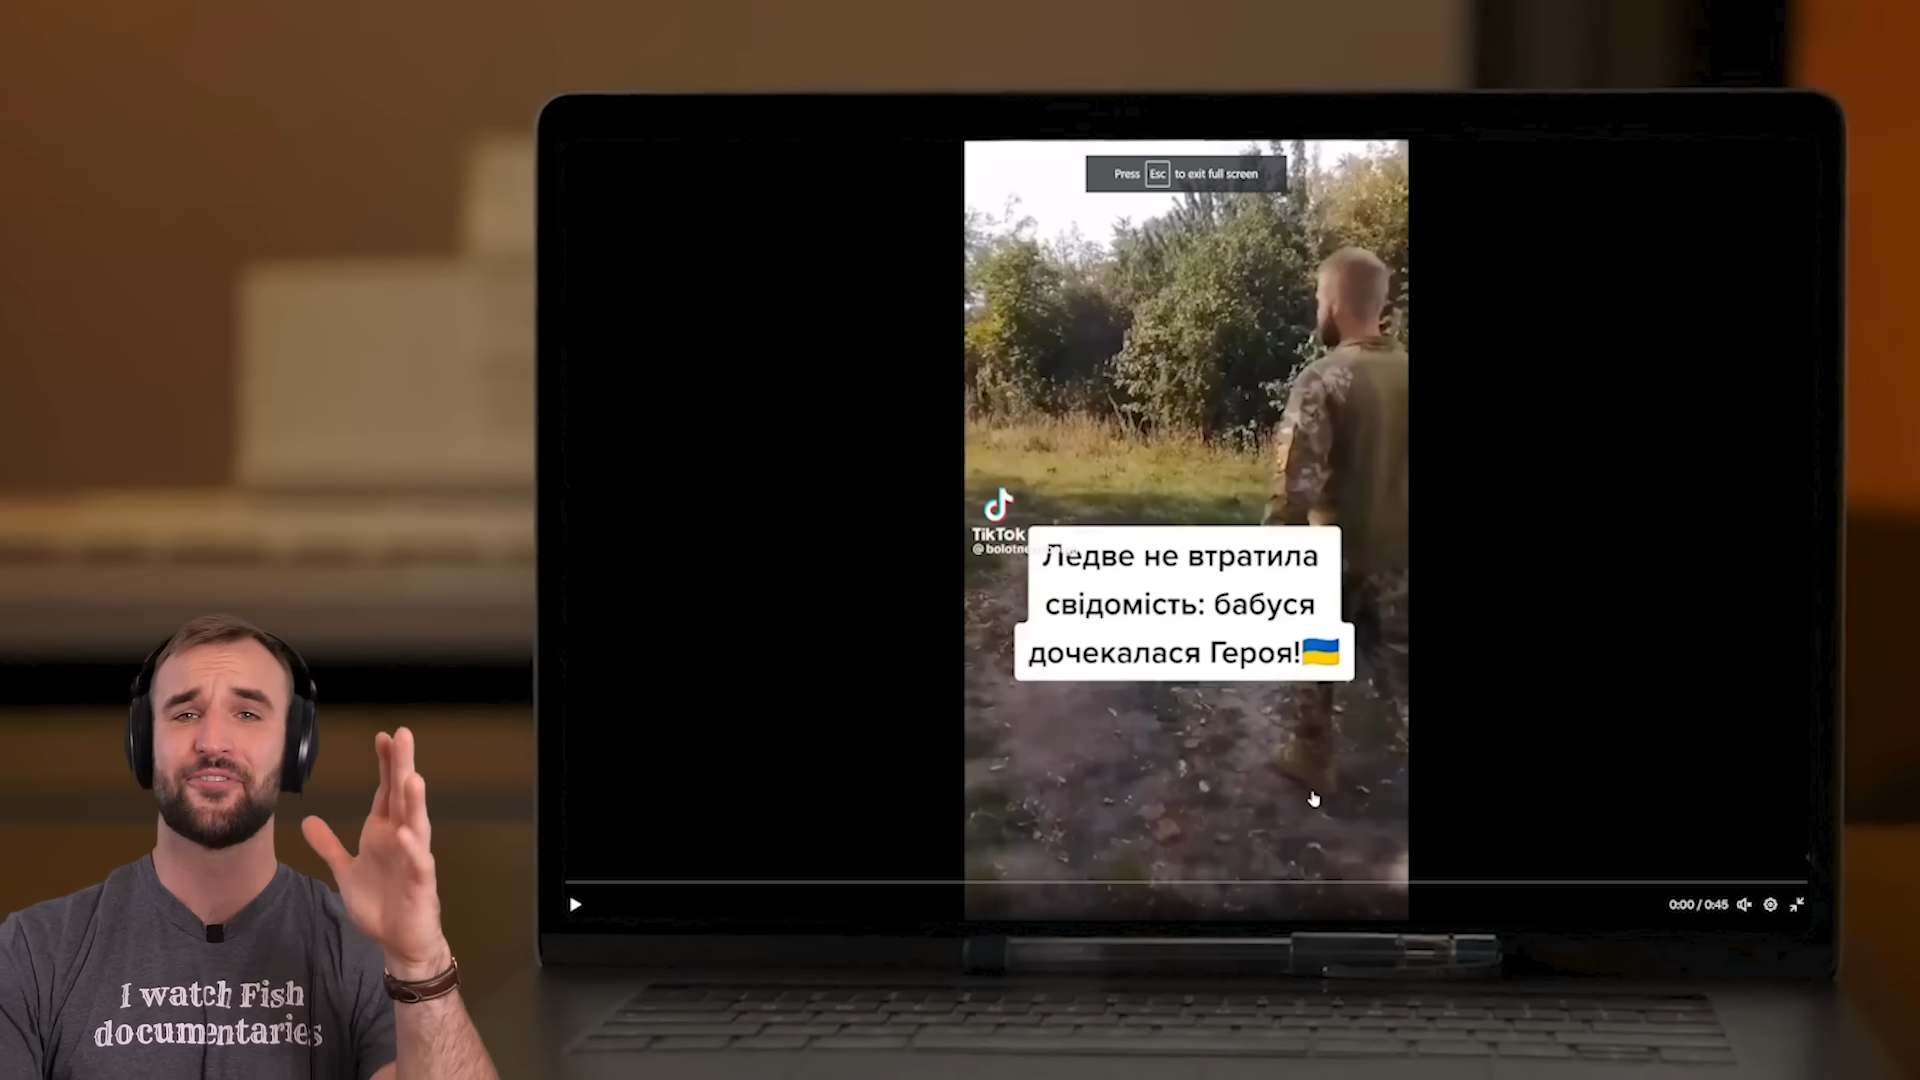 Press Esc to exit full screen
TikTok
Ледве не втратила
свідомість: бабуся
дочекалася Героя!🇺🇦
0:00 / 0:45
I watch Fish
documentaries